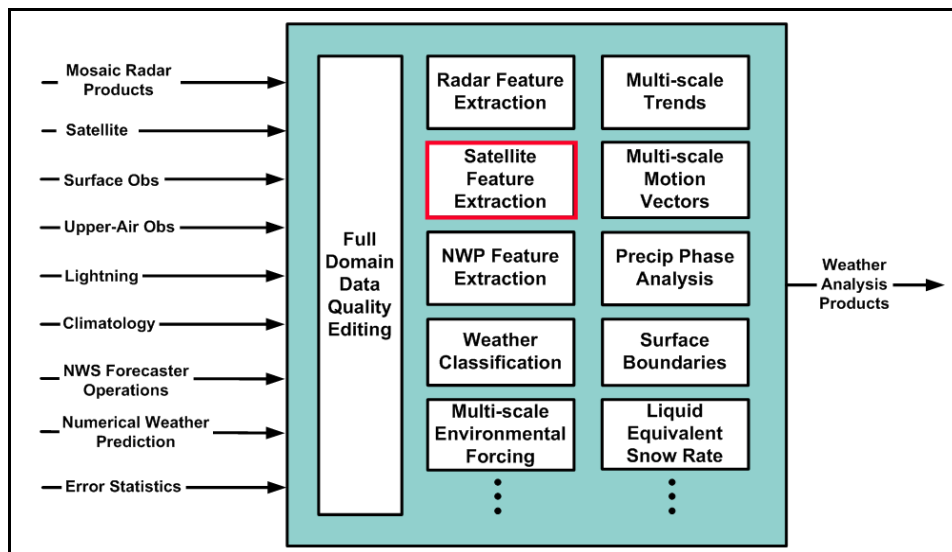 Mosaic Radar
Products
Satellite
Surface Obs
Upper-Air Obs
Lightning
Climatology
NWS Forecaster
Operations
Numerical Weather
Prediction
Error Statistics
Full
Domain
Data
Quality
Editing
Radar Feature
Extraction
Satellite
Feature
Extraction
NWP Feature
Extraction
Weather
Classification
Multi-scale
Environmental
Forcing
Multi-scale
Trends
Multi-scale
Motion
Vectors
Precip Phase
Analysis
Surface
Boundaries
Liquid
Equivalent
Snow Rate
Weather
Analysis
Products